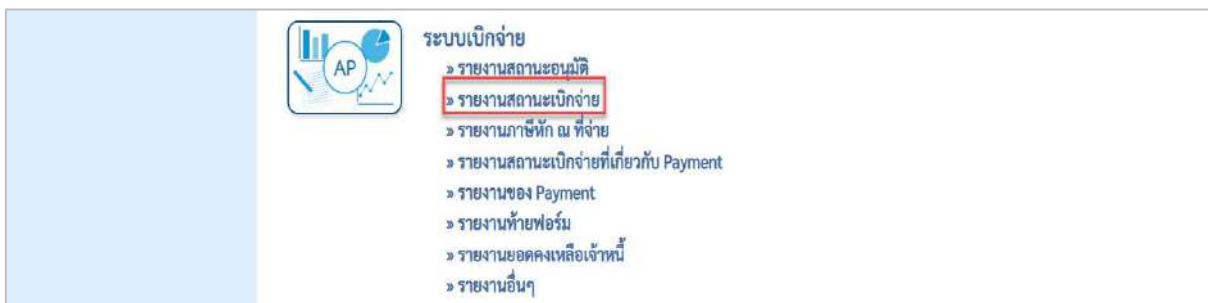 AP
ระบบเบิกจ่าย
» รายงานสถานะอนุมัติ
» รายงานสถานะเบิกจ่าย
» รายงานภาษีหัก ณ ที่จ่าย
» รายงานสถานะเบิกจ่ายที่เกี่ยวกับ Payment
» รายงานของ Payment
» รายงานท้ายฟอร์ม
» รายงานยอดคงเหลือเจ้าหนี้
» รายงานอื่นๆ